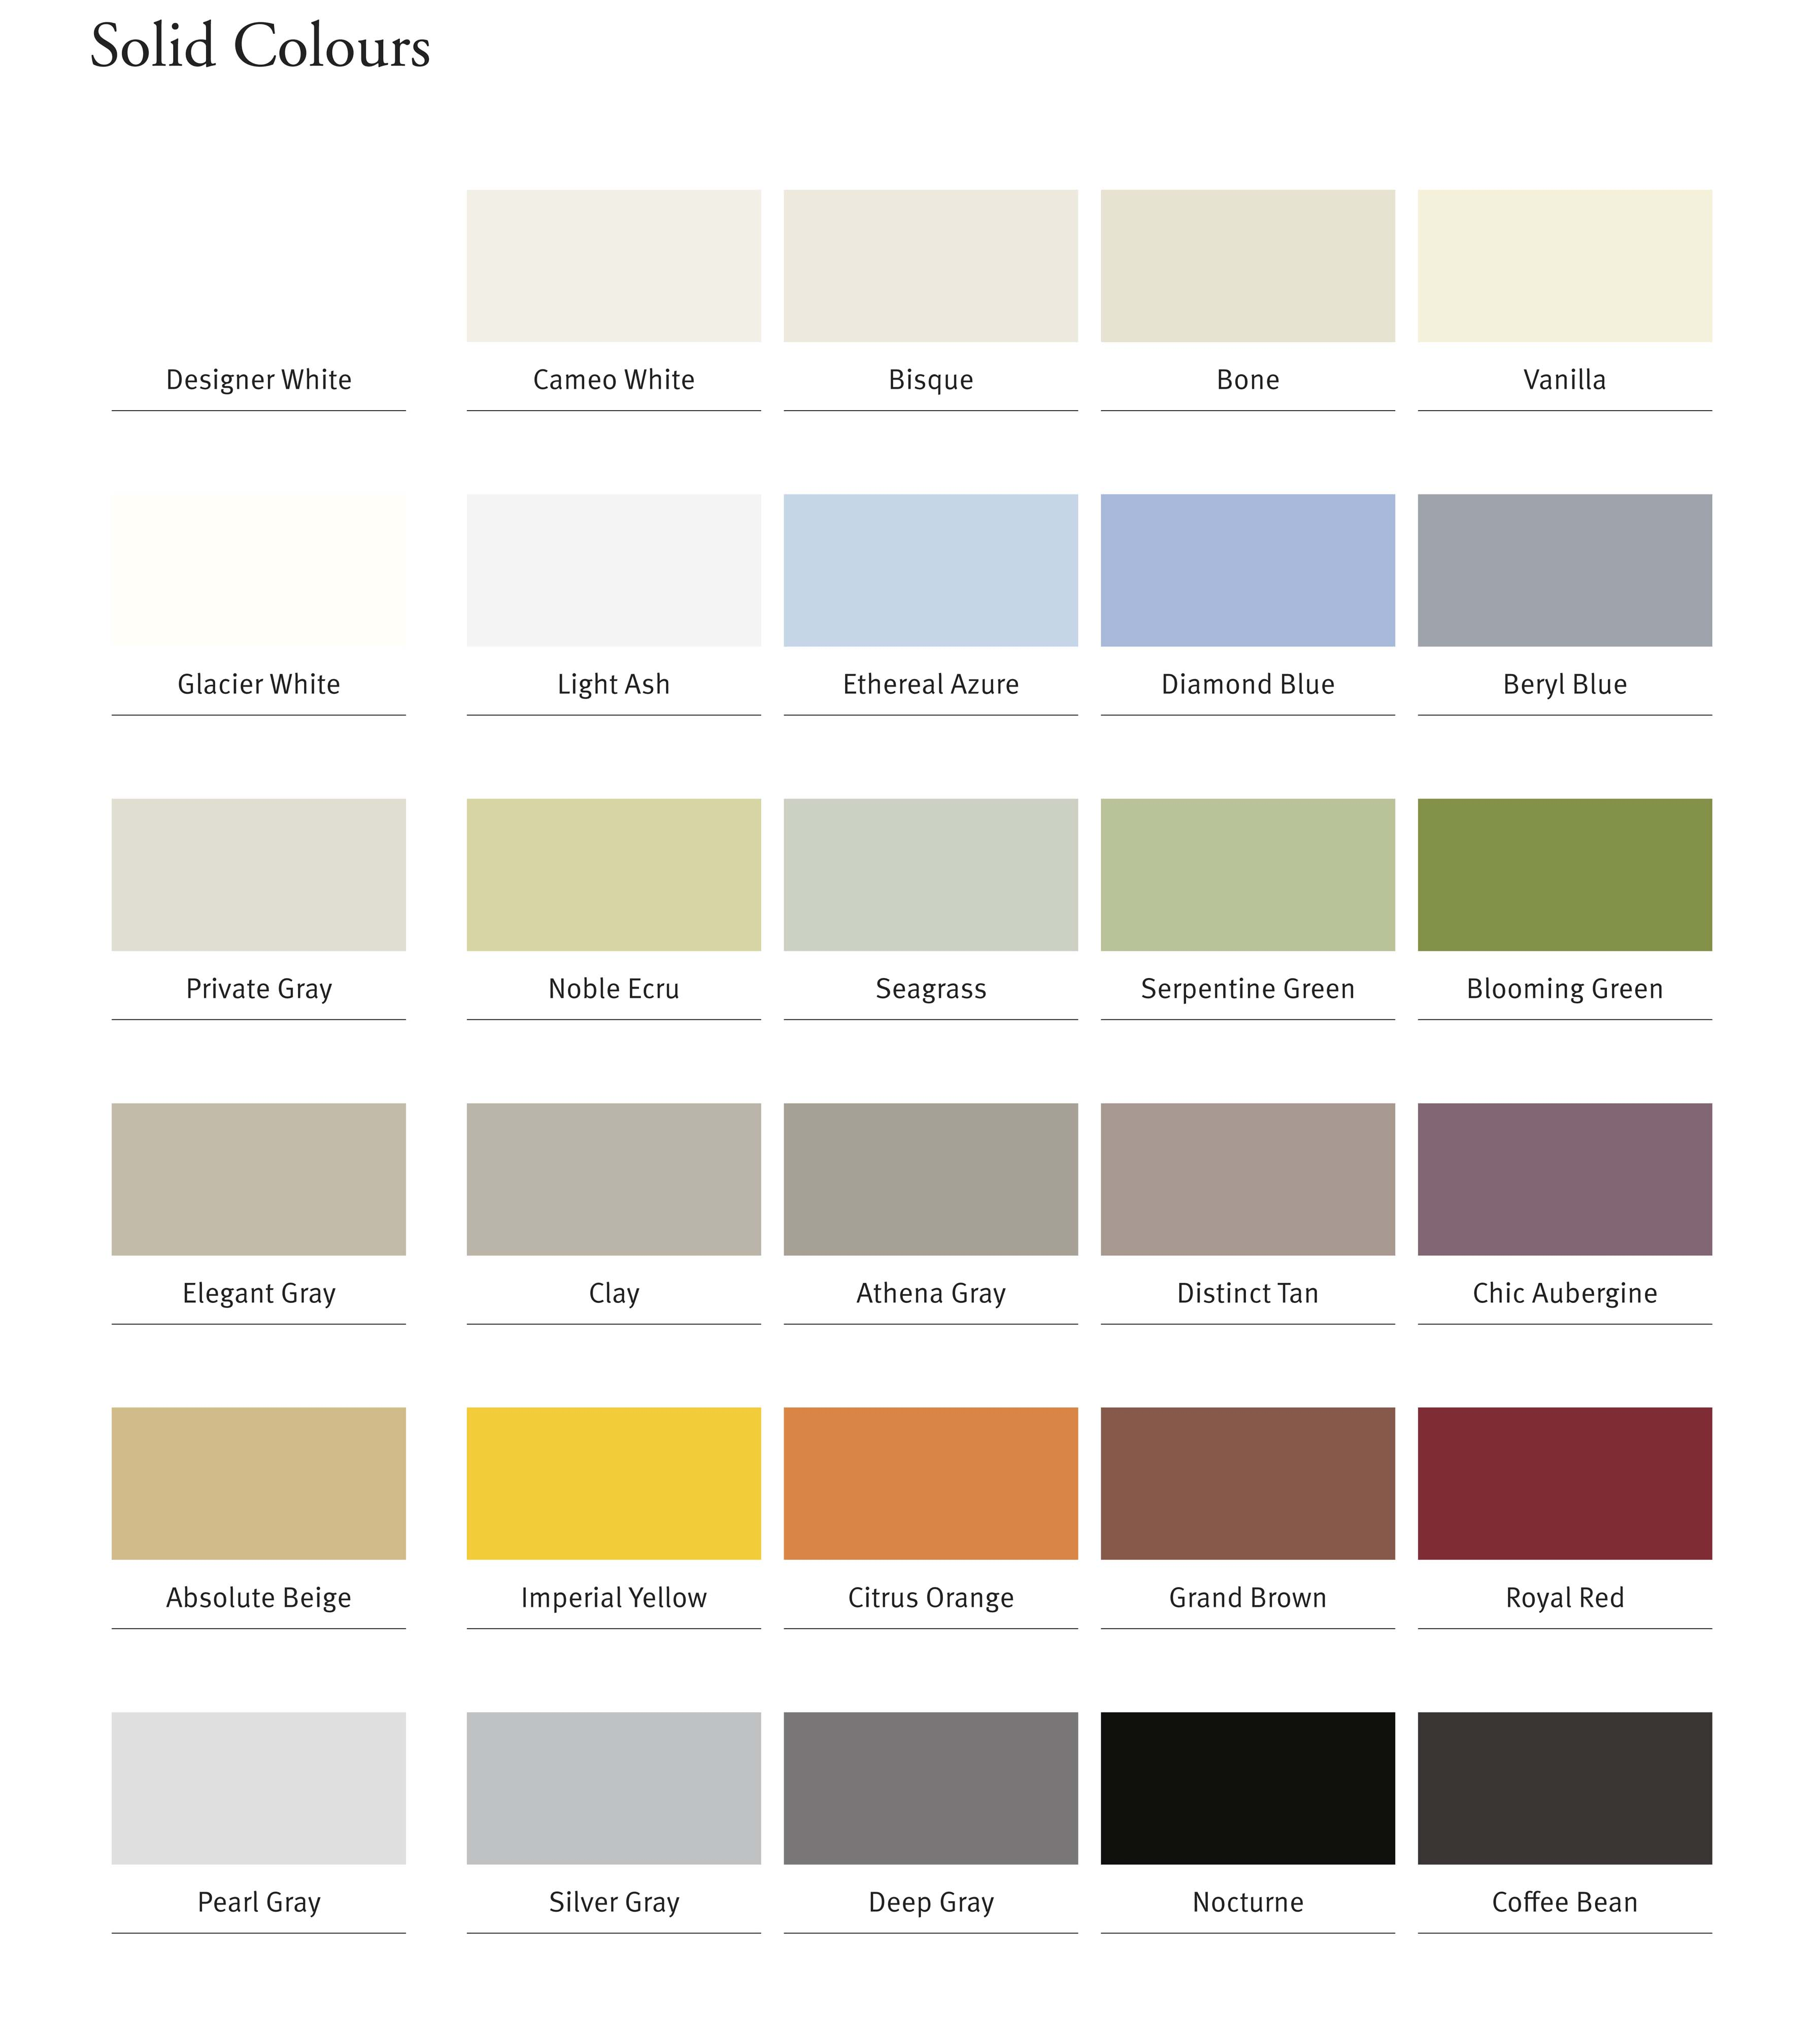 Solid Colours
Designer White
Cameo White
Bisque
Bone
Vanilla
Glacier White
Light Ash
Ethereal Azure
Diamond Blue
Beryl Blue
Private Gray
Noble Ecru
Seagrass
Serpentine Green
Blooming Green
Elegant Gray
Clay
Athena Gray
Distinct Tan
Chic Aubergine
Absolute Beige
Imperial Yellow
Citrus Orange
Grand Brown
Royal Red
Pearl Gray
Silver Gray
Deep Gray
Nocturne
Coffee Bean